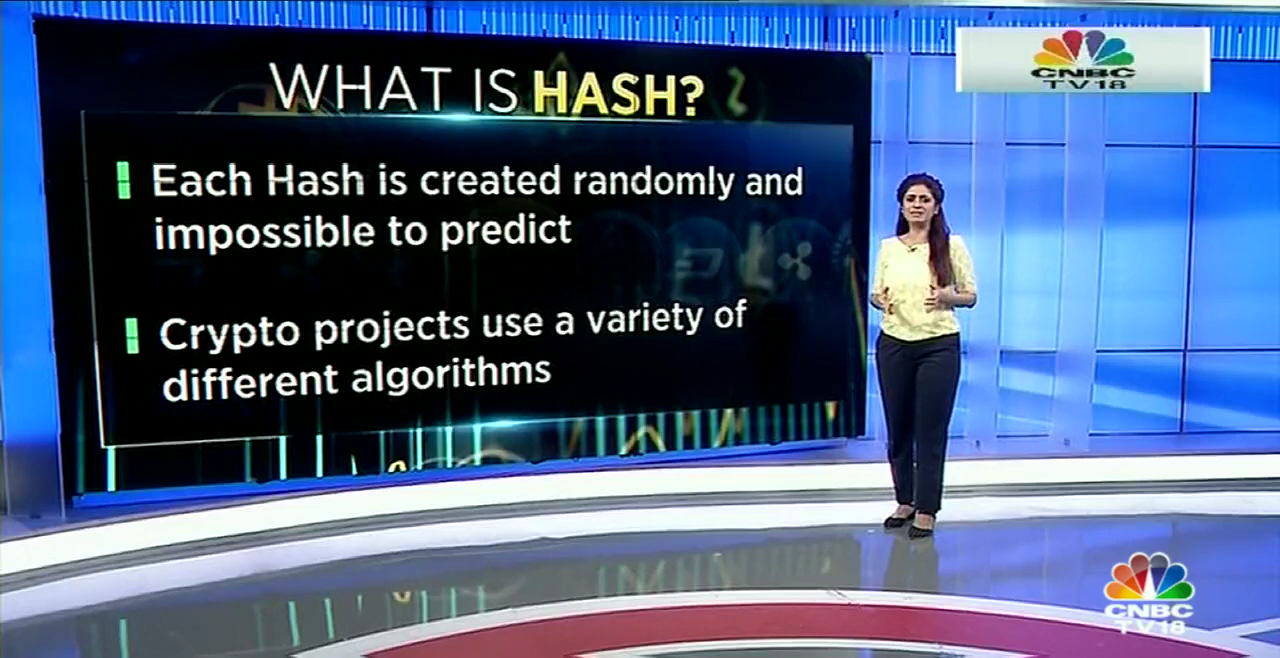 WHAT IS HASH?
Each Hash is created randomly and
impossible to predict
Crypto projects use a variety of
different algorithms
CNBC
TV18
CNBC
TV18